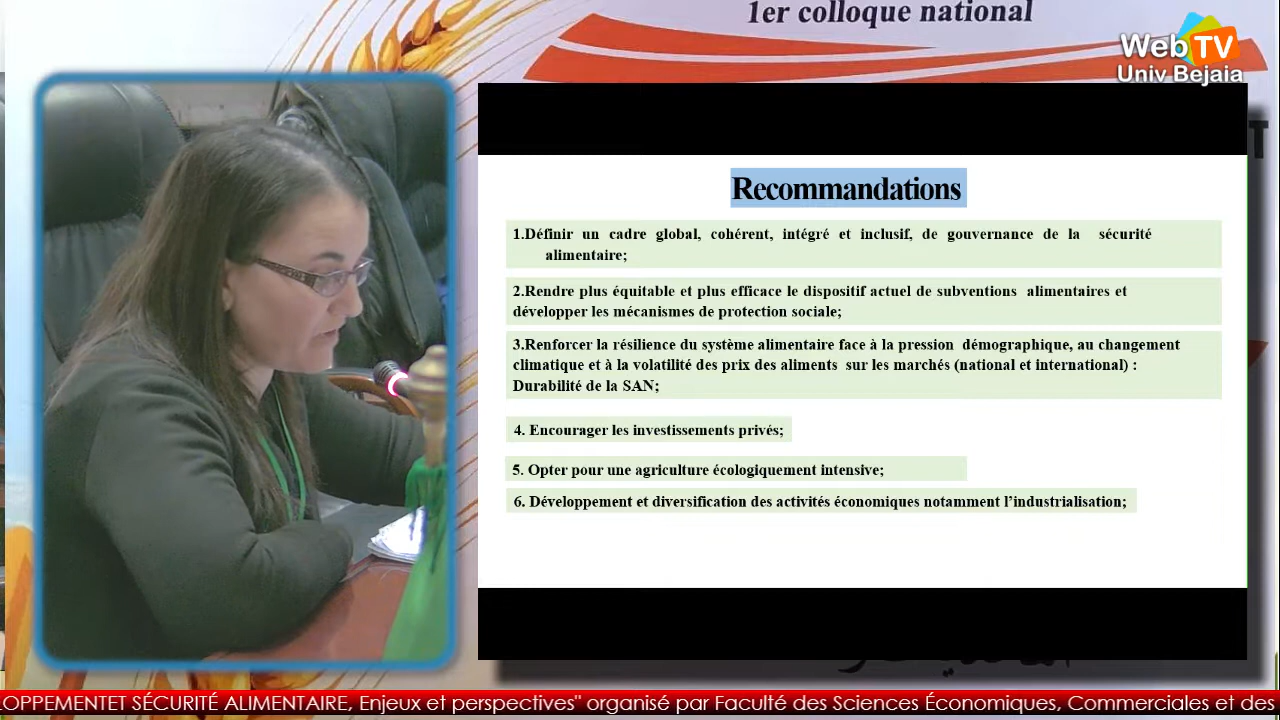 1er colloque national
Web TV
Univ Bejaia
Recommandations
1.Définir un cadre global, cohérent, intégré et inclusif, de gouvernance de la sécurité
alimentaire;
2.Rendre plus équitable et plus efficace le dispositif actuel de subventions alimentaires et
développer les mécanismes de protection sociale;
3.Renforcer la résilience du système alimentaire face à la pression démographique, au changement
climatique et à la volatilité des prix des aliments sur les marchés (national et international) :
Durabilité de la SAN;
4. Encourager les investissements privés;
5. Opter pour une agriculture écologiquement intensive;
6. Développement et diversification des activités économiques notamment l'industrialisation;
LOPPEMENTET SÉCURITÉ ALIMENTAIRE, Enjeux et perspectives" organisé par Faculté des Sciences Économiques, Commerciales et des